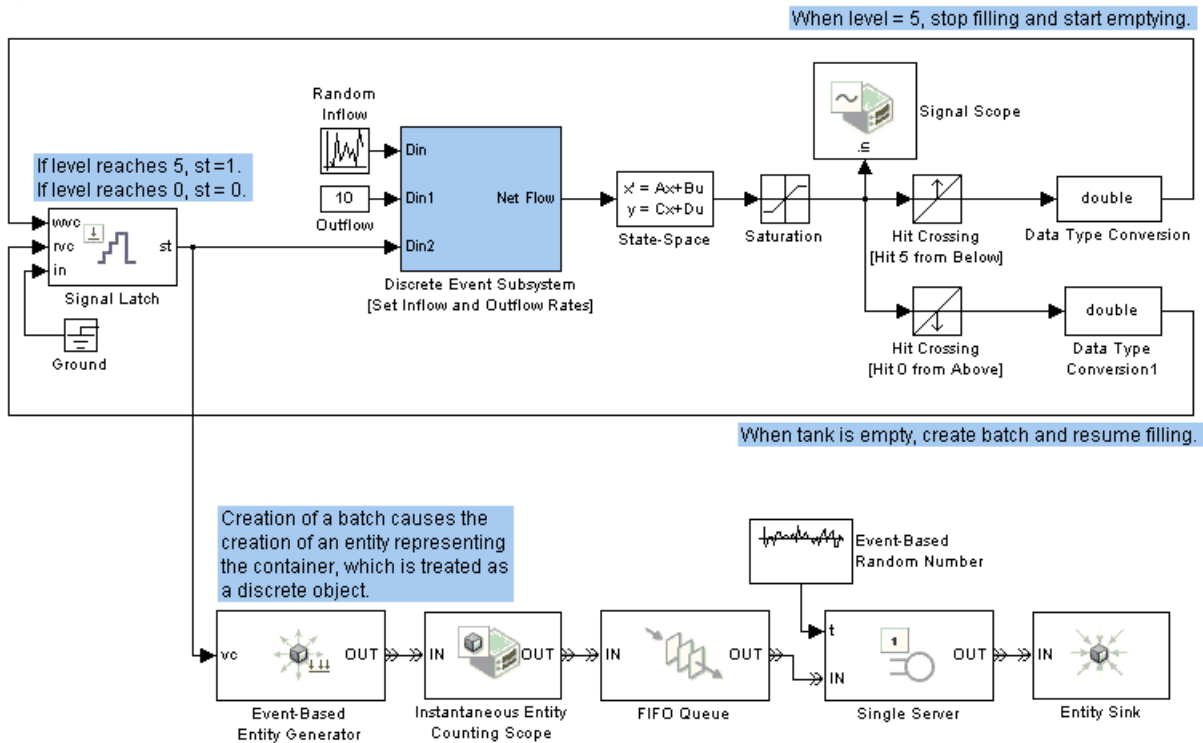 When level = 5, stop filling and start emptying.
Random
Inflow
Signal Scope
in
If level reaches 5, st =1.
If level reaches 0, st = 0.
Din
10
Din1
Net Flow
Outflow
Din2
x' = Ax+Bu
y = Cx+Du
State-Space
Saturation
Hit Crossing
[Hit 5 from Below]
double
Data Type Conversion
wvc
rvc
in
st
Signal Latch
Discrete Event Subsystem
[Set Inflow and Outflow Rates]
Ground
Hit Crossing
[Hit 0 from Above]
double
Data Type
Conversion1
When tank is empty, create batch and resume filling.
Creation of a batch causes the
creation of an entity representing
the container, which is treated as
a discrete object.
Event-Based
Random Number
vc
OUT
Event-Based
Entity Generator
IN
OUT
Instantaneous Entity
Counting Scope
IN
OUT
FIFO Queue
t
1
IN
OUT
Single Server
IN
Entity Sink